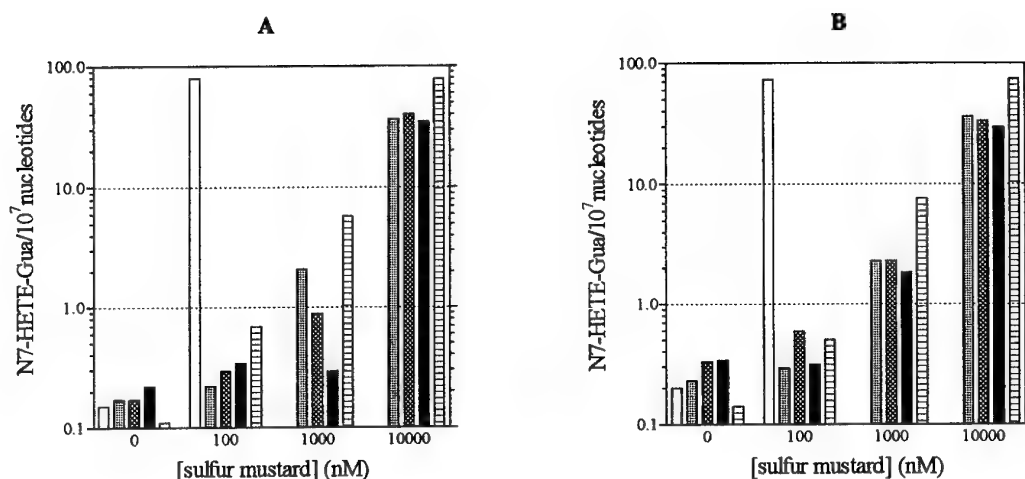 A
N7-HETE-Gua/10⁷nucleotides
100.0
10.0
1.0
0.1
0 100 1000 10000
[sulfur mustard] (nM)
B
N7-HETE-Gua/10⁷nucleotides
100.0
10.0
1.0
0.1
0 100 1000 10000
[sulfur mustard] (nM)